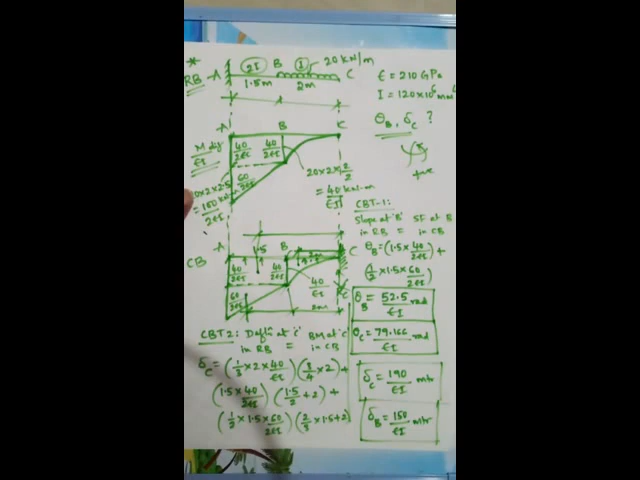 *
RB A 2I B I 20 kN/m C
1.5m 2m
E = 210 GPa
I = 120×10⁶ mm⁴
θB, δC ?
A B C
M dig
EI
40/2EI 40/2EI
60/2EI
20×2×2/2
= 40 kN-m/EI
= 150/2EI
+ve
CBT-1:
Slope at 'B' SF at B
in RB = in CB
θB = (1.5×40/2EI) +
(1/2×1.5×60/2EI)
A 1.5 B C
CB
40/2EI 40/2EI 40/EI
60/2EI
2m
θB = 52.5/EI rad
θC = 79.166/EI rad
CBT2: Defln at 'C' BM at 'C'
in RB = in CB
δC = (1/3×2×40/EI)(3/4×2) +
(1.5×40/2EI)(1.5/2+2) +
(1/2×1.5×60/2EI)(2/3×1.5+2)
δC = 190/EI mtr
δB = 150/EI mtr